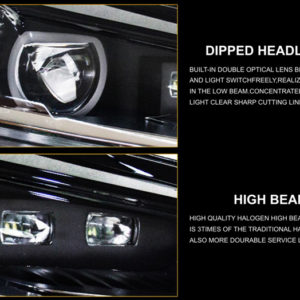 DIPPED HEADL
BUILT-IN DOUBLE OPTICAL LENS B
AND LIGHT SWITCHFREELY,REALIZ
IN THE LOW BEAM.CONCENTRATE
LIGHT CLEAR SHARP CUTTING LIN
HIGH BEA
HIGH QUALITY HALOGEN HIGH BEA
IS 3TIMES OF THE TRADITIONAL HA
ALSO MORE DOURABLE SERVICE L